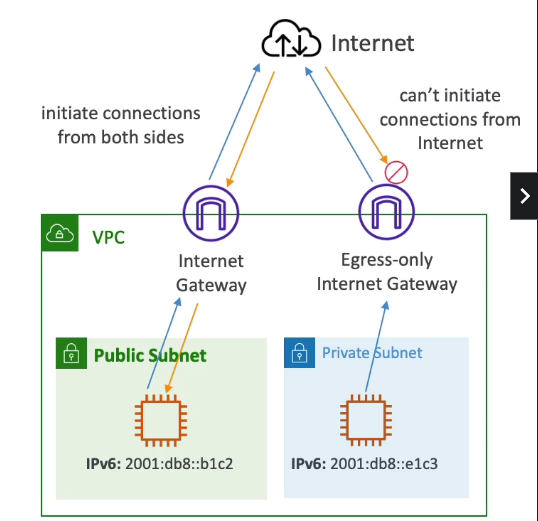 Internet
initiate connections
from both sides
can't initiate
connections from
Internet
VPC
Internet
Gateway
Egress-only
Internet Gateway
Public Subnet
Private Subnet
IPv6: 2001:db8::b1c2
IPv6: 2001:db8::e1c3